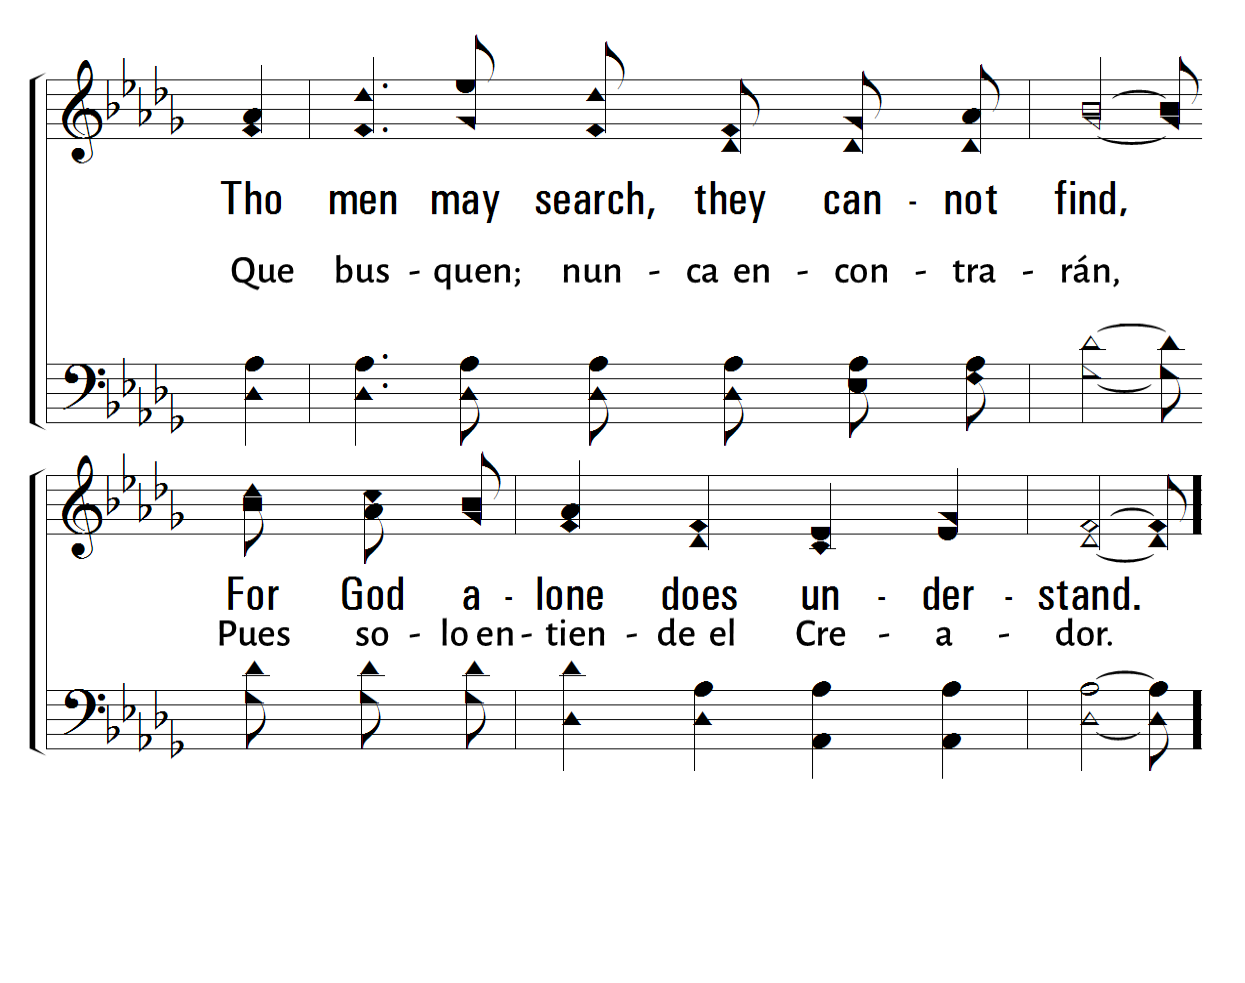 Tho men may search, they can - not find,
Que bus - quen; nun - ca en - con - tra - rán,
For God a - lone does un - der - stand.
Pues so - lo en - tien - de el Cre - a - dor.